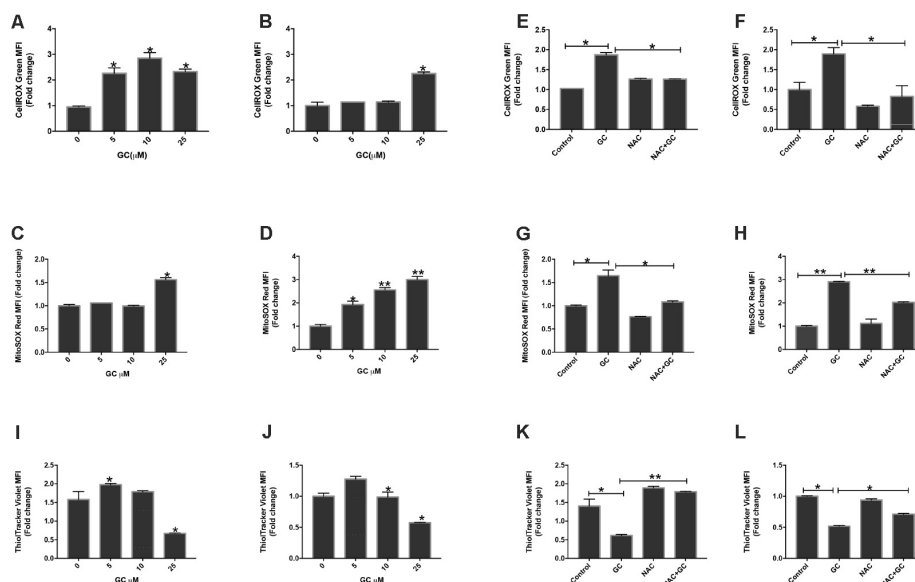 A
CellROX Green MFI
(Fold change)
4
3
2
1
0
* * *
0 5 10 25
GC(µM)
B
CellROX Green MFI
(Fold change)
4
3
2
1
0
*
0 5 10 25
GC(µM)
E
CellROX Green MFI
(Fold change)
2.5
2.0
1.5
1.0
0.5
0.0
* *
Control GC NAC NAC+GC
F
CellROX Green MFI
(Fold change)
2.5
2.0
1.5
1.0
0.5
0.0
* *
Control GC NAC NAC+GC
C
MitoSOX Red MFI (Fold change)
2.0
1.5
1.0
0.5
0.0
*
0 5 10 25
GC µM
D
MitoSOX Red MFI
(Fold change)
4
3
2
1
0
* ** **
0 5 10 25
GC µM
G
MitoSOX Red MFI
(Fold change)
2.0
1.5
1.0
0.5
0.0
* *
Control GC NAC NAC+GC
H
MitoSOX Red MFI
(Fold change)
4
3
2
1
0
** **
Control GC NAC NAC+GC
I
ThiolTracker Violet MFI
(Fold change)
2.5
2.0
1.5
1.0
0.5
0.0
* *
0 5 10 25
GC µM
J
ThiolTracker Violet MFI
(Fold change)
1.5
1.0
0.5
0.0
* *
0 5 10 25
GC µM
K
ThiolTracker Violet MFI
(Fold change)
2.5
2.0
1.5
1.0
0.5
0.0
* **
Control GC NAC NAC+GC
L
ThiolTracker Violet MFI
(Fold change)
1.5
1.0
0.5
0.0
* *
Control GC NAC NAC+GC